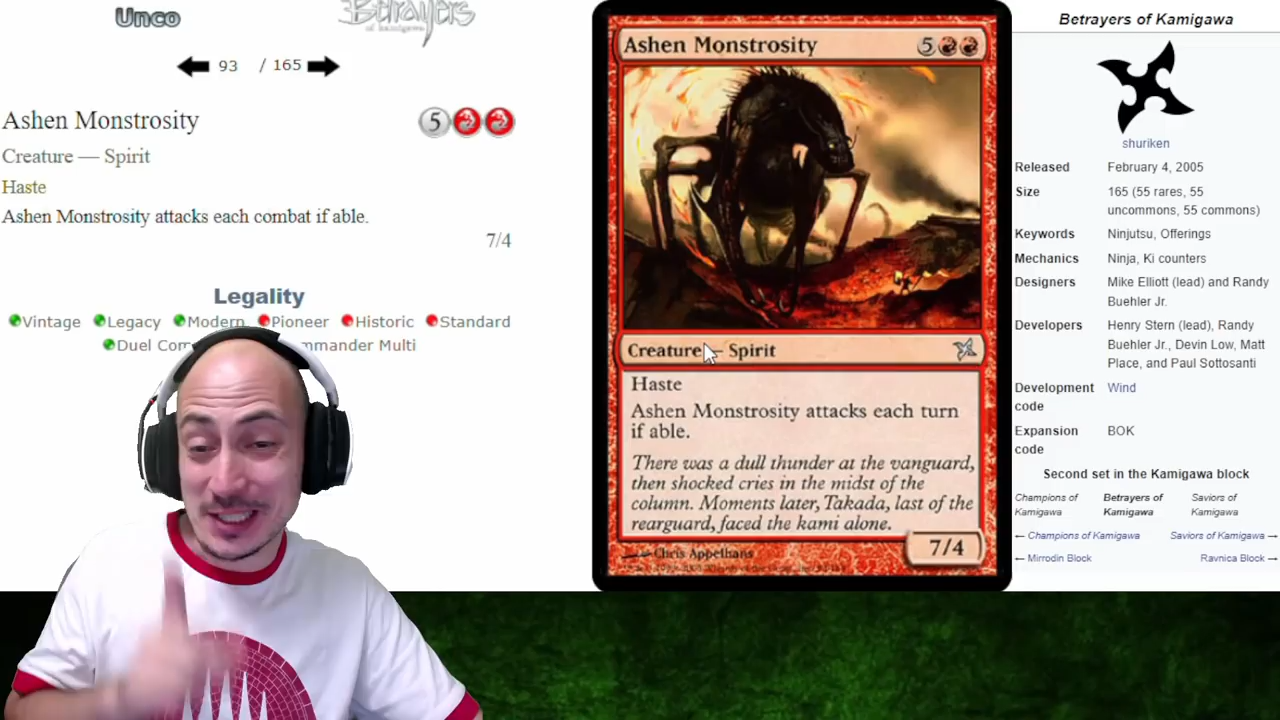 Unco
Betrayers
of kamigawa
93 / 165
Ashen Monstrosity
5
Creature — Spirit
Haste
Ashen Monstrosity attacks each combat if able.
7/4
Legality
Vintage Legacy Modern Pioneer Historic Standard
Duel Com mmander Multi
Ashen Monstrosity 5
Creature — Spirit
Haste
Ashen Monstrosity attacks each turn
if able.
There was a dull thunder at the vanguard,
then shocked cries in the midst of the
column. Moments later, Takada, last of the
rearguard, faced the kami alone.
Chris Appelhans
7/4
Betrayers of Kamigawa
shuriken
Released February 4, 2005
Size 165 (55 rares, 55
uncommons, 55 commons)
Keywords Ninjutsu, Offerings
Mechanics Ninja, Ki counters
Designers Mike Elliott (lead) and Randy
Buehler Jr.
Developers Henry Stern (lead), Randy
Buehler Jr., Devin Low, Matt
Place, and Paul Sottosanti
Development Wind
code
Expansion BOK
code
Second set in the Kamigawa block
Champions of Betrayers of Saviors of
Kamigawa Kamigawa Kamigawa
← Champions of Kamigawa Saviors of Kamigawa →
← Mirrodin Block Ravnica Block →